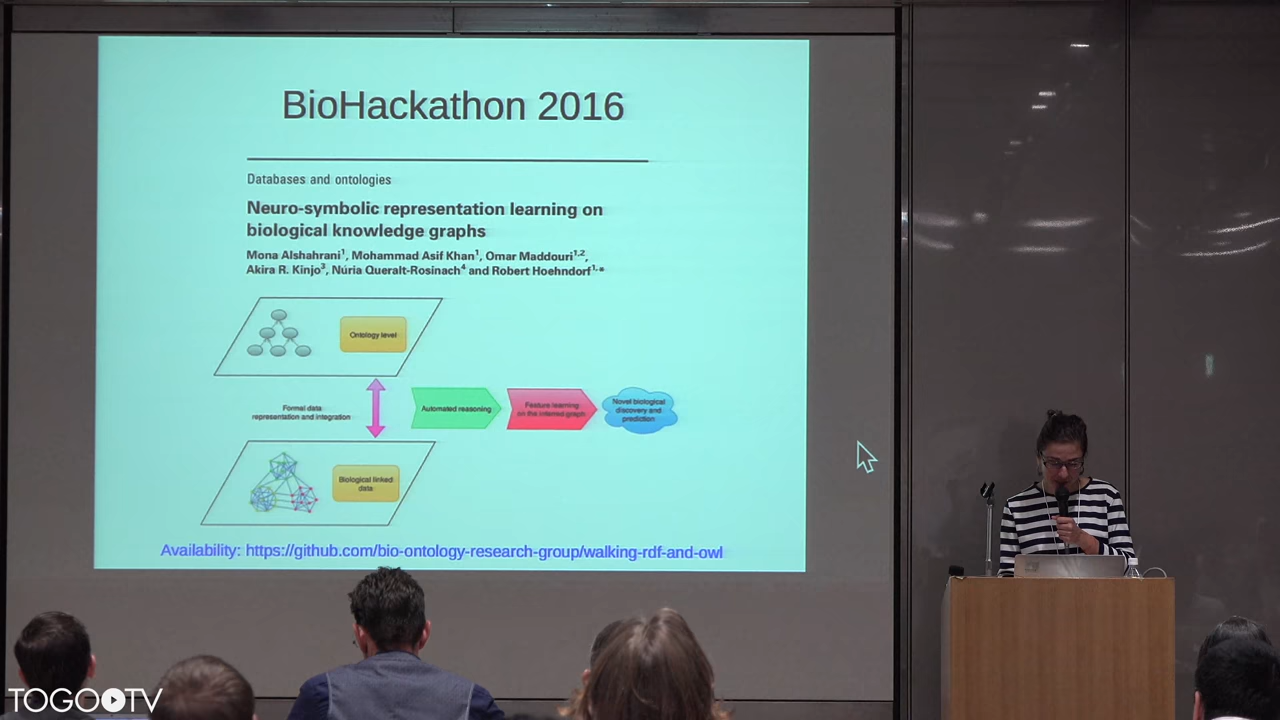 BioHackathon 2016
Databases and ontologies
Neuro-symbolic representation learning on
biological knowledge graphs
Mona Alshahrani1, Mohammad Asif Khan1, Omar Maddouri1,2,
Akira R. Kinjo3, Núria Queralt-Rosinach4 and Robert Hoehndorf1,*
Ontology level
Formal data
representation and integration
Automated reasoning
Feature learning
on the inferred graph
Novel biological
discovery and
prediction
Biological linked
data
Availability: https://github.com/bio-ontology-research-group/walking-rdf-and-owl
TOGOTV